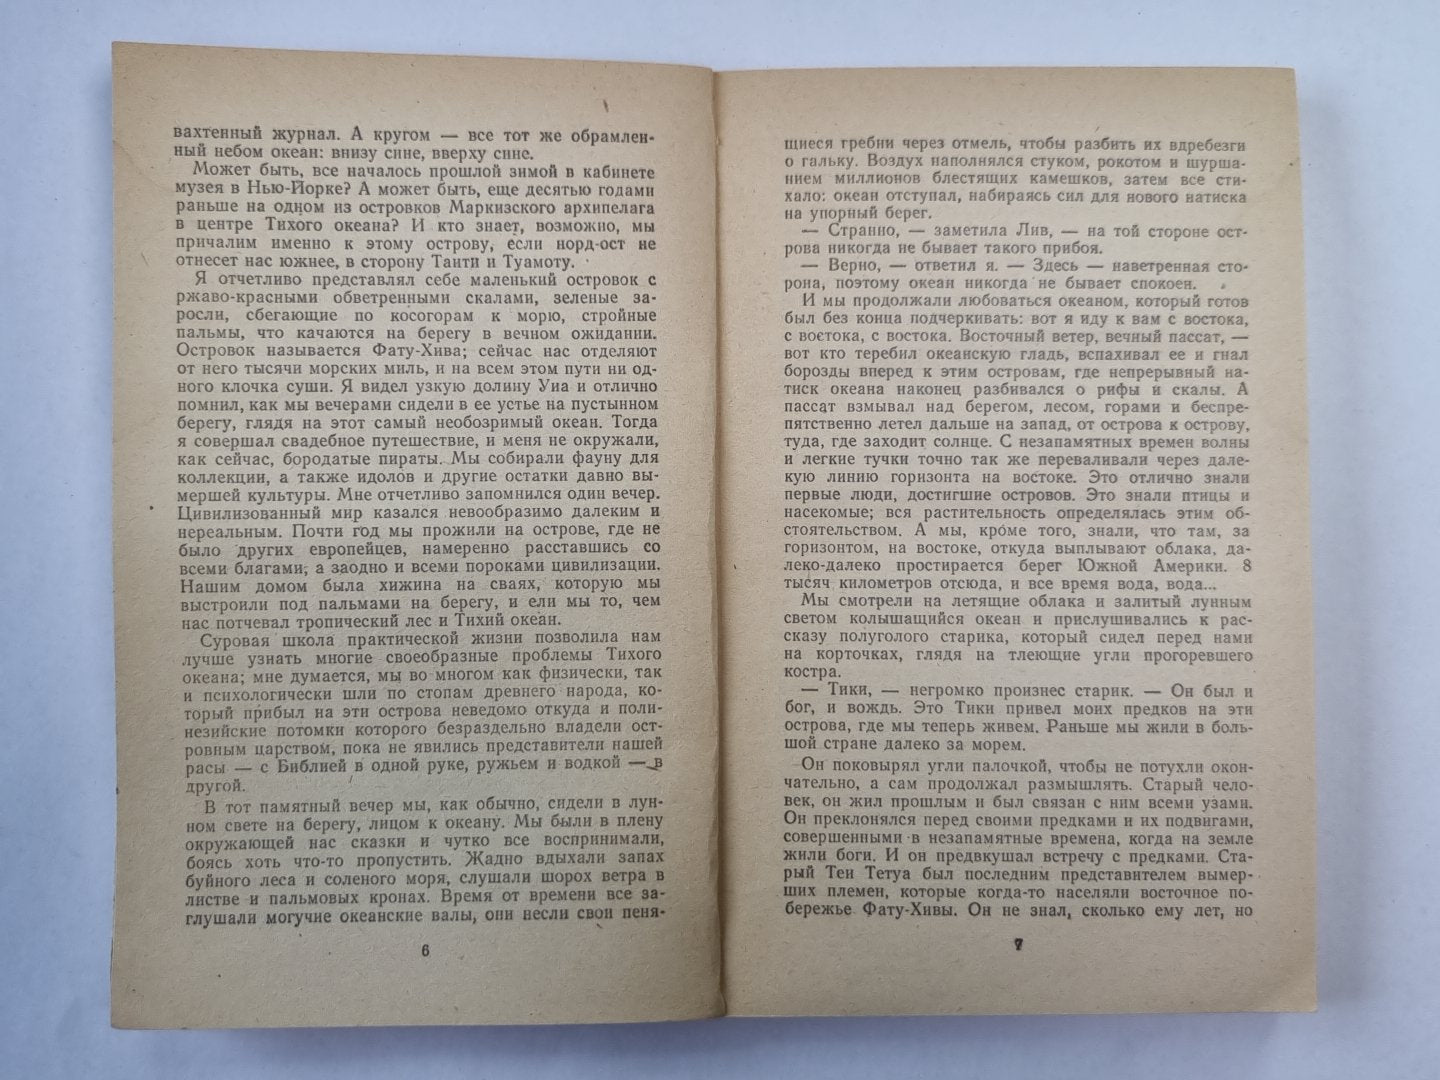 вахтенный журнал. А кругом — все тот же обрамлен-
ный небом океан: внизу сине, вверху сине.
Может быть, все началось прошлой зимой в кабинете
музея в Нью-Йорке? А может быть, еще десятью годами
раньше на одном из островков Маркизского архипелага
в центре Тихого океана? И кто знает, возможно, мы
причалим именно к этому острову, если норд-ост не
отнесет нас южнее, в сторону Таити и Туамоту.
Я отчетливо представлял себе маленький островок с
ржаво-красными обветренными скалами, зеленые за-
росли, сбегающие по косогорам к морю, стройные
пальмы, что качаются на берегу в вечном ожидании.
Островок называется Фату-Хива; сейчас нас отделяют
от него тысячи морских миль, и на всем этом пути ни од-
ного клочка суши. Я видел узкую долину Уиа и отлично
помнил, как мы вечерами сидели в ее устье на пустынном
берегу, глядя на этот самый необозримый океан. Тогда
я совершал свадебное путешествие, и меня не окружали,
как сейчас, бородатые пираты. Мы собирали фауну для
коллекции, а также идолов и другие остатки давно вы-
мершей культуры. Мне отчетливо запомнился один вечер.
Цивилизованный мир казался невообразимо далеким и
нереальным. Почти год мы прожили на острове, где не
было других европейцев, намеренно расставшись со
всеми благами, а заодно и всеми пороками цивилизации.
Нашим домом была хижина на сваях, которую мы
выстроили под пальмами на берегу, и ели мы то, чем
нас потчевал тропический лес и Тихий океан.
Суровая школа практической жизни позволила нам
лучше узнать многие своеобразные проблемы Тихого
океана; мне думается, мы во многом как физически, так
и психологически шли по стопам древнего народа, ко-
торый прибыл на эти острова неведомо откуда и поли-
незийские потомки которого безраздельно владели ост-
ровным царством, пока не явились представители нашей
расы — с Библией в одной руке, ружьем и водкой — в
другой.
В тот памятный вечер мы, как обычно, сидели в лун-
ном свете на берегу, лицом к океану. Мы были в плену
окружающей нас сказки и чутко все воспринимали,
боясь хоть что-то пропустить. Жадно вдыхали запах
буйного леса и соленого моря, слушали шорох ветра в
листве и пальмовых кронах. Время от времени все за-
глушали могучие океанские валы, они несли свои пеня-
6
щиеся гребни через отмель, чтобы разбить их вдребезги
о гальку. Воздух наполнялся стуком, рокотом и шурша-
нием миллионов блестящих камешков, затем все сти-
хало: океан отступал, набираясь сил для нового натиска
на упорный берег.
— Странно, — заметила Лив, — на той стороне ост-
рова никогда не бывает такого прибоя.
— Верно, — ответил я. — Здесь — наветренная сто-
рона, поэтому океан никогда не бывает спокоен.
И мы продолжали любоваться океаном, который готов
был без конца подчеркивать: вот я иду к вам с востока,
с востока, с востока. Восточный ветер, вечный пассат, —
вот кто теребил океанскую гладь, вспахивал ее и гнал
борозды вперед к этим островам, где непрерывный на-
тиск океана наконец разбивался о рифы и скалы. А
пассат взмывал над берегом, лесом, горами и беспре-
пятственно летел дальше на запад, от острова к острову,
туда, где заходит солнце. С незапамятных времен волны
и легкие тучки точно так же переваливали через дале-
кую линию горизонта на востоке. Это отлично знали
первые люди, достигшие островов. Это знали птицы и
насекомые; вся растительность определялась этим об-
стоятельством. А мы, кроме того, знали, что там, за
горизонтом, на востоке, откуда выплывают облака, да-
леко-далеко простирается берег Южной Америки. 8
тысяч километров отсюда, и все время вода, вода...
Мы смотрели на летящие облака и залитый лунным
светом колышащийся океан и прислушивались к рас-
сказу полуголого старика, который сидел перед нами
на корточках, глядя на тлеющие угли прогоревшего
костра.
— Тики, — негромко произнес старик. — Он был и
бог, и вождь. Это Тики привел моих предков на эти
острова, где мы теперь живем. Раньше мы жили в боль-
шой стране далеко за морем.
Он поковырял угли палочкой, чтобы не потухли окон-
чательно, а сам продолжал размышлять. Старый чело-
век, он жил прошлым и был связан с ним всеми узами.
Он преклонялся перед своими предками и их подвигами,
совершенными в незапамятные времена, когда на земле
жили боги. И он предвкушал встречу с предками. Ста-
рый Теи Тетуа был последним представителем вымер-
ших племен, которые когда-то населяли восточное по-
бережье Фату-Хивы. Он не знал, сколько ему лет, но
7